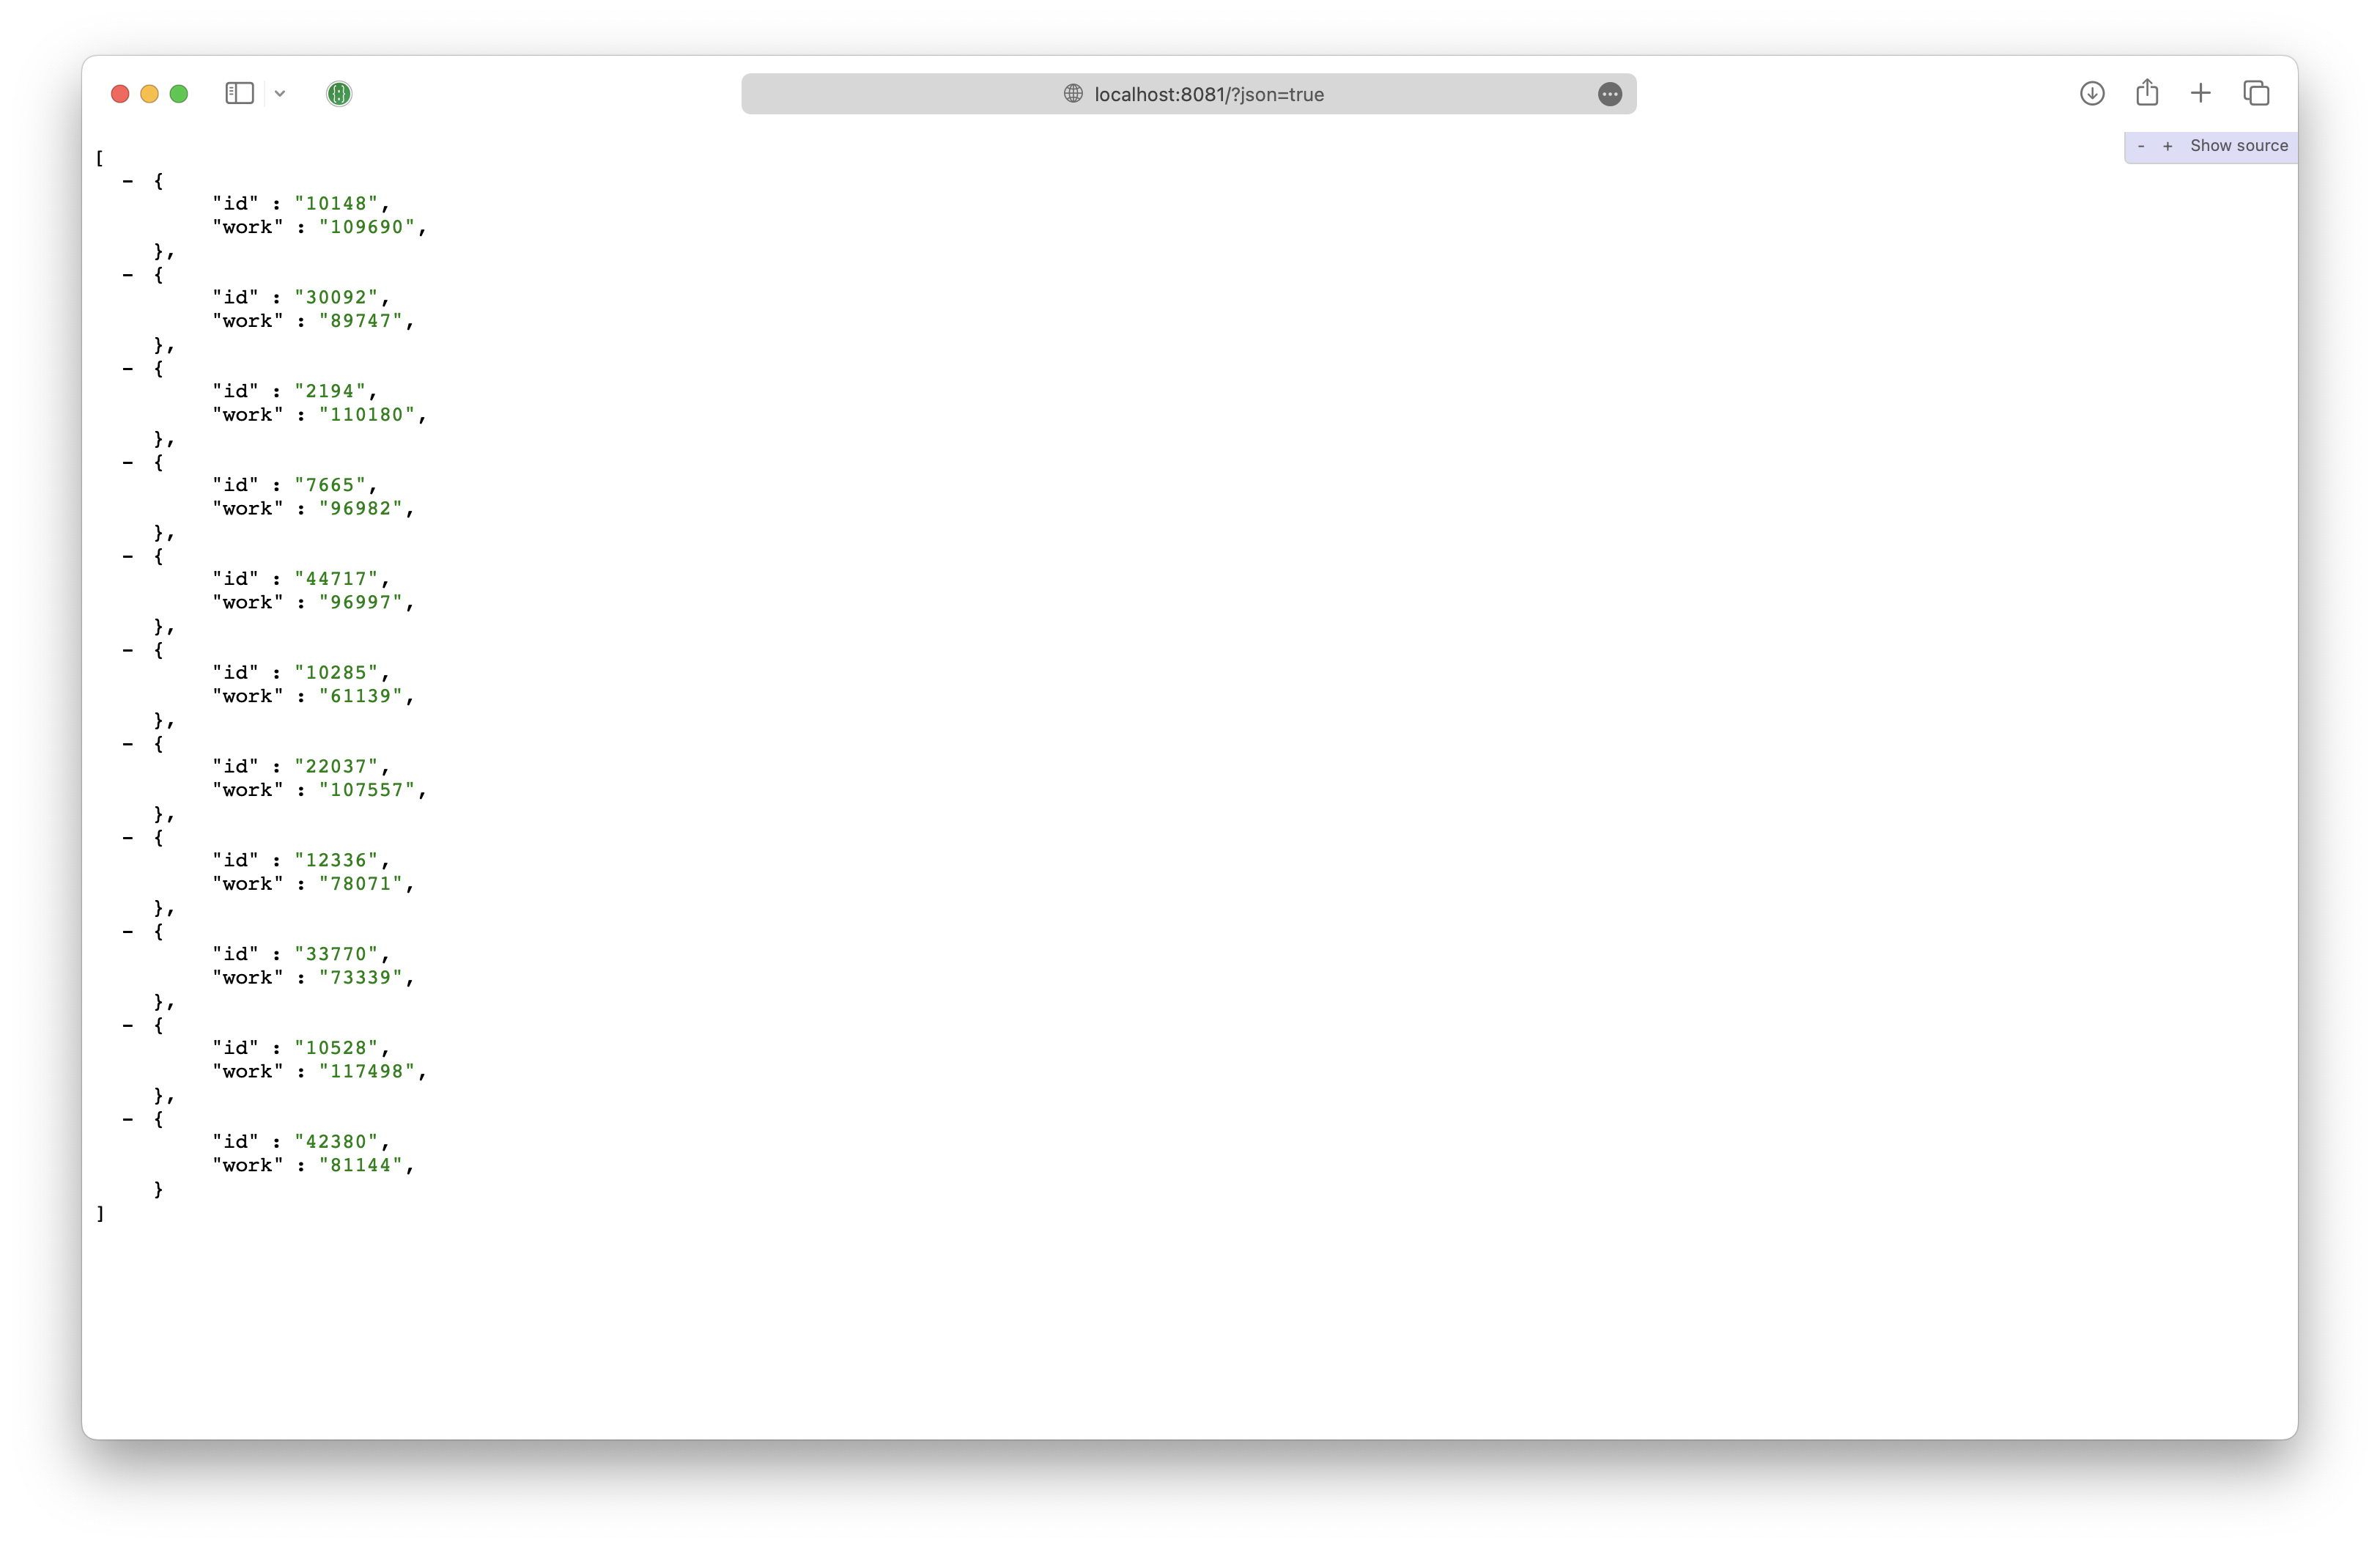 localhost:8081/?json=true
- + Show source
[
- {
"id" : "10148",
"work" : "109690",
},
- {
"id" : "30092",
"work" : "89747",
},
- {
"id" : "2194",
"work" : "110180",
},
- {
"id" : "7665",
"work" : "96982",
},
- {
"id" : "44717",
"work" : "96997",
},
- {
"id" : "10285",
"work" : "61139",
},
- {
"id" : "22037",
"work" : "107557",
},
- {
"id" : "12336",
"work" : "78071",
},
- {
"id" : "33770",
"work" : "73339",
},
- {
"id" : "10528",
"work" : "117498",
},
- {
"id" : "42380",
"work" : "81144",
}
]